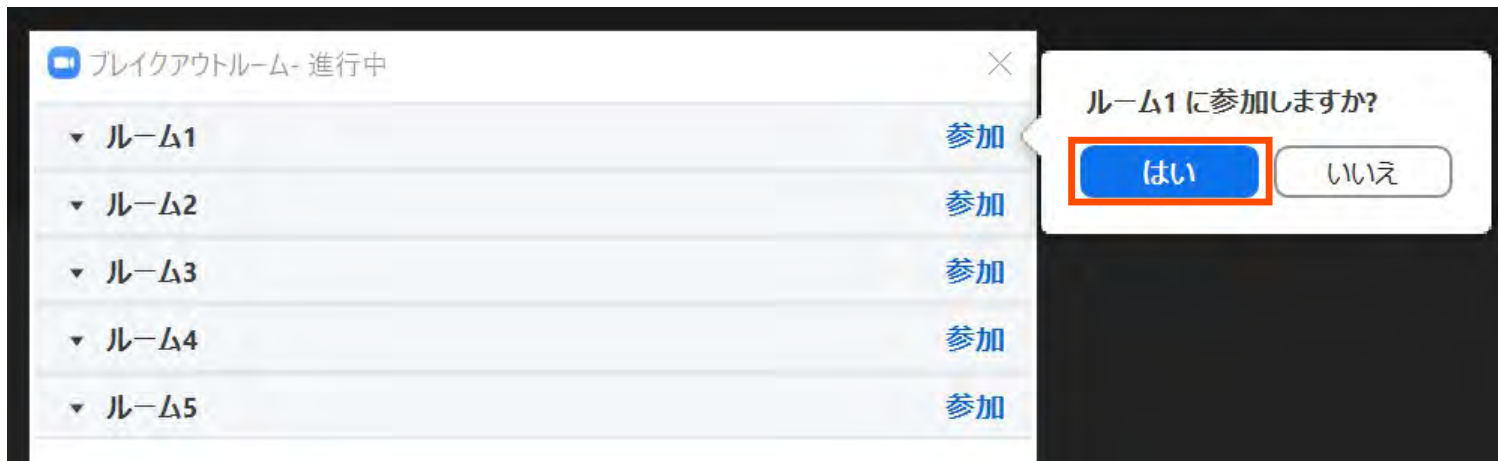 ブレイクアウトルーム- 進行中
ルーム1 参加
ルーム2 参加
ルーム3 参加
ルーム4 参加
ルーム5 参加
ルーム1 に参加しますか?
はい いいえ